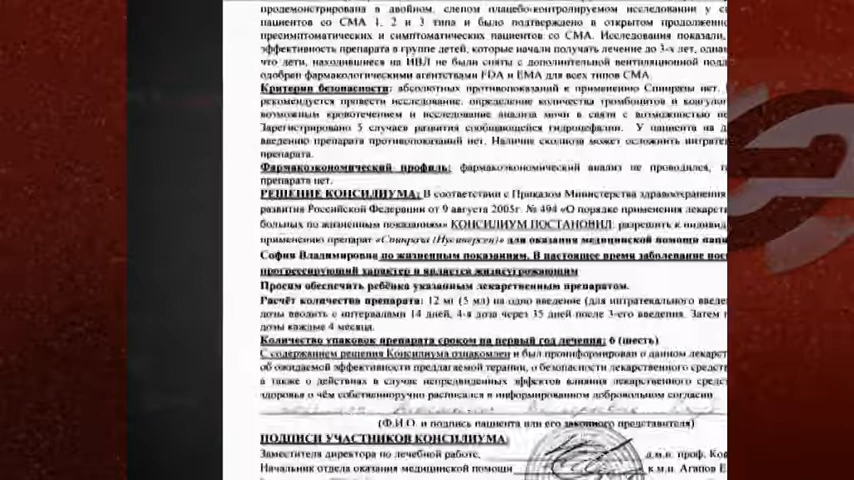 продемонстрирована в двойном, слепом плацебо-контролируемом исследовании у
пациентов со СМА 1, 2 и 3 типа и было подтверждено в открытом
пресимптоматических и симптоматических пациентов со СМА. Исследования показали,
эффективность препарата в группе детей, которые начали получать лечение до 3-х лет,
что дети, находившиеся на ИВЛ не были сняты с дополнительной вентиляционной
одобрен фармакологическими агентствами FDA и EMA для всех типов СМА.
Критерии безопасности: абсолютных противопоказаний к применению Спинразы нет.
рекомендуется провести исследование, определение количества тромбоцитов и
возможным кровотечением и исследование анализа мочи в связи с возможностью
Зарегистрировано 5 случаев развития сообщающейся гидроцефалии. У пациента на
введению препарата противопоказаний нет. Наличие сколиоза может осложнить
препарата.
Фармакоэкономический профиль: фармакоэкономический анализ не проводился,
препарата нет.
РЕШЕНИЕ КОНСИЛИУМА: В соответствии с Приказом Министерства здравоохранения
развития Российской Федерации от 9 августа 2005г. № 494 «О порядке применения
больных по жизненным показаниям» КОНСИЛИУМ ПОСТАНОВИЛ: разрешить к
применению препарат «Спинраза (Нусинерсен)» для оказания медицинской помощи
София Владимировна по жизненным показаниям. В настоящее время заболевание
прогрессирующий характер и является жизнеугрожающим
Просим обеспечить ребёнка указанным лекарственным препаратом.
Расчёт количества препарата: 12 мг (5 мл) на одно введение (для интратекального
дозы вводить с интервалами 14 дней, 4-я доза через 35 дней после 3-его введения. Затем
дозы каждые 4 месяца.
Количество упаковок препарата сроком на первый год лечения: 6 (шесть)
С содержанием решения Консилиума ознакомлен и был проинформирован о данном
об ожидаемой эффективности предлагаемой терапии, о безопасности лекарственного
а также о действиях в случае непредвиденных эффектов влияния лекарственного
здоровья о чём собственноручно расписался в информированном добровольном согласии
(Ф.И.О. и подпись пациента или его законного представителя)
ПОДПИСИ УЧАСТНИКОВ КОНСИЛИУМА
Заместителя директора по лечебной работе, д.м.н. проф.
Начальник отдела оказания медицинской помощи к.м.н. Агапов Е.